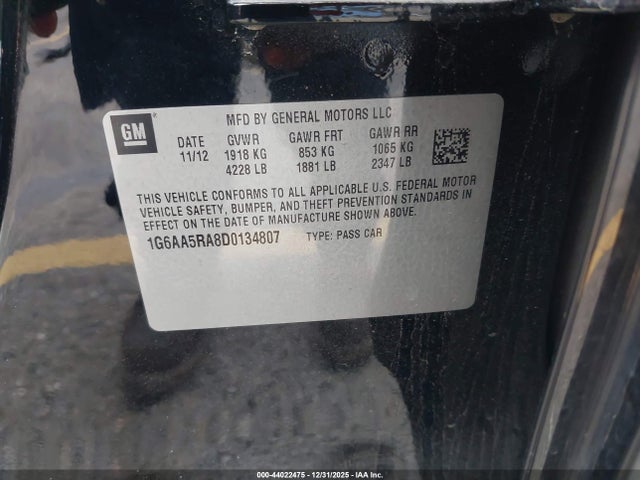 GM
MFD BY GENERAL MOTORS LLC
DATE GVWR GAWR FRT GAWR RR
11/12 1918 KG 853 KG 1065 KG
4228 LB 1881 LB 2347 LB
THIS VEHICLE CONFORMS TO ALL APPLICABLE U.S. FEDERAL MOTOR
VEHICLE SAFETY, BUMPER, AND THEFT PREVENTION STANDARDS IN
EFFECT ON THE DATE OF MANUFACTURE SHOWN ABOVE.
1G6AA5RA8D0134807 TYPE: PASS CAR
000-44022475 - 12/31/2025 - IAA Inc.